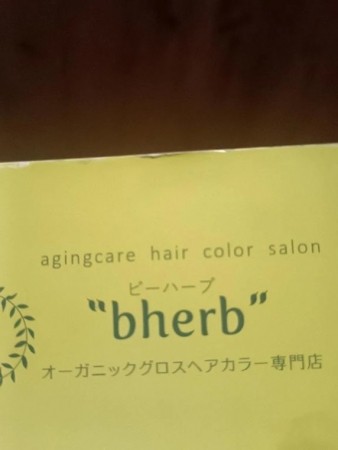 agingcare hair color salon
ビーハーブ
"bherb"
オーガニックグロスヘアカラー専門店